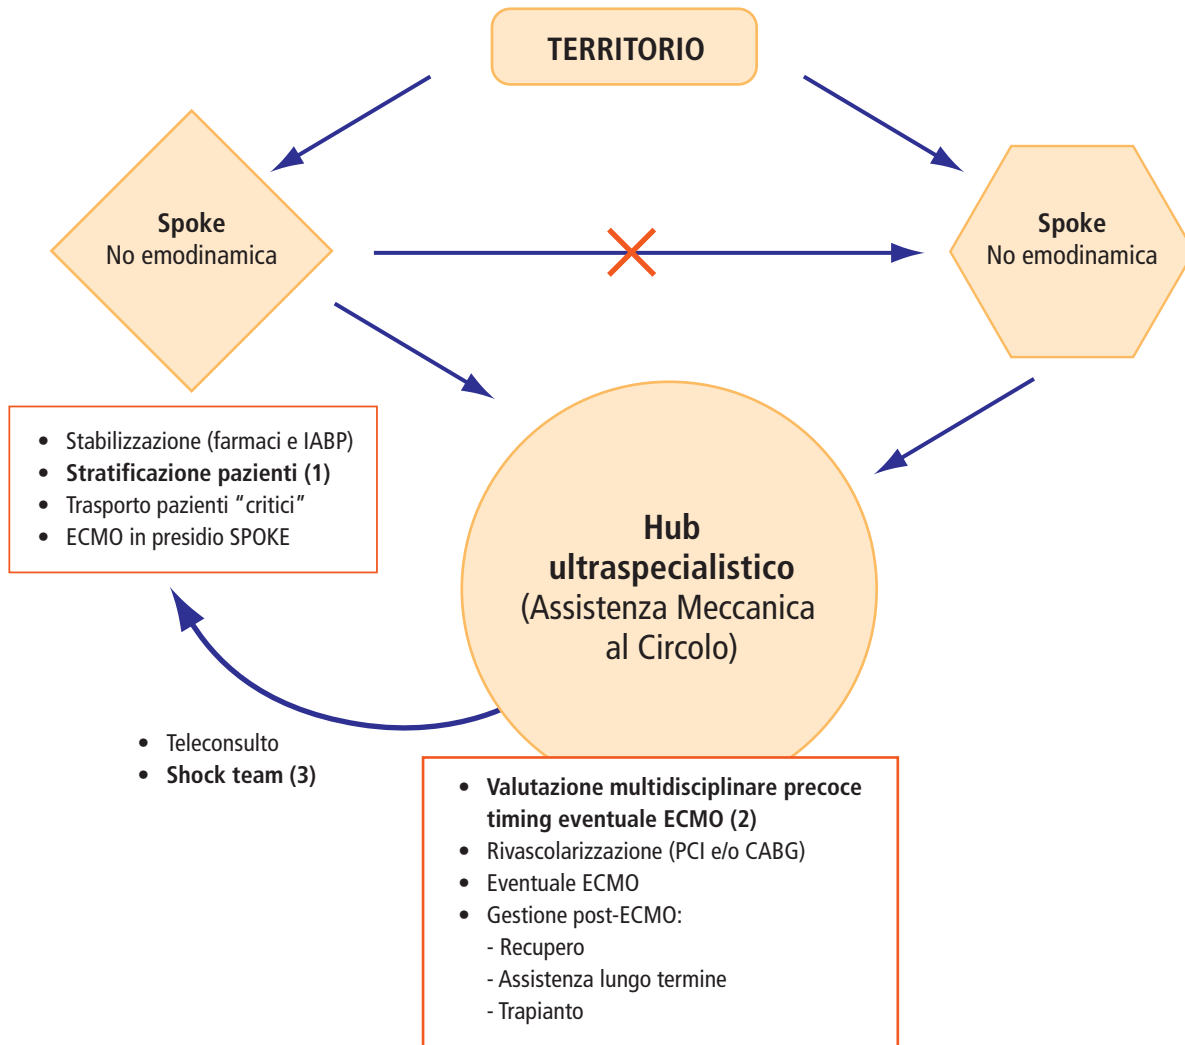 TERRITORIO
Spoke
No emodinamica
Spoke
No emodinamica
• Stabilizzazione (farmaci e IABP)
• Stratificazione pazienti (1)
• Trasporto pazienti “critici”
• ECMO in presidio SPOKE
Hub
ultraspecialistico
(Assistenza Meccanica
al Circolo)
• Teleconsulto
• Shock team (3)
• Valutazione multidisciplinare precoce
timing eventuale ECMO (2)
• Rivascolarizzazione (PCI e/o CABG)
• Eventuale ECMO
• Gestione post-ECMO:
- Recupero
- Assistenza lungo termine
- Trapianto